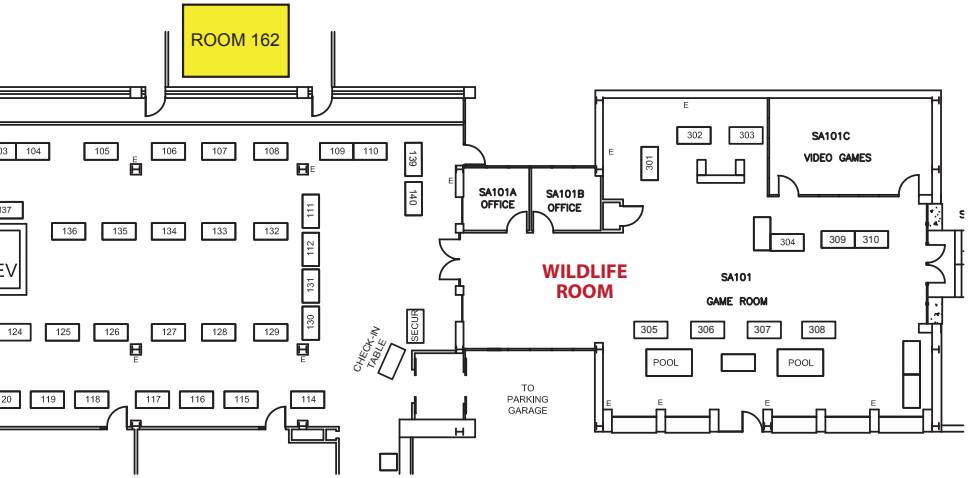 ROOM 162
E
302
303
SA101C
VIDEO GAMES
03
104
105
106
107
108
109
110
139
E
E
E
301
E
140
SA101A
OFFICE
SA101B
OFFICE
137
111
136
135
134
133
132
112
304
309
310
S
EV
WILDLIFE
ROOM
SA101
GAME ROOM
131
130
124
125
126
127
128
129
SECUR
CHECK-IN
TABLE
305
306
307
308
E
E
POOL
POOL
TO
PARKING
GARAGE
20
119
118
117
116
115
114
E
E
E
E
H